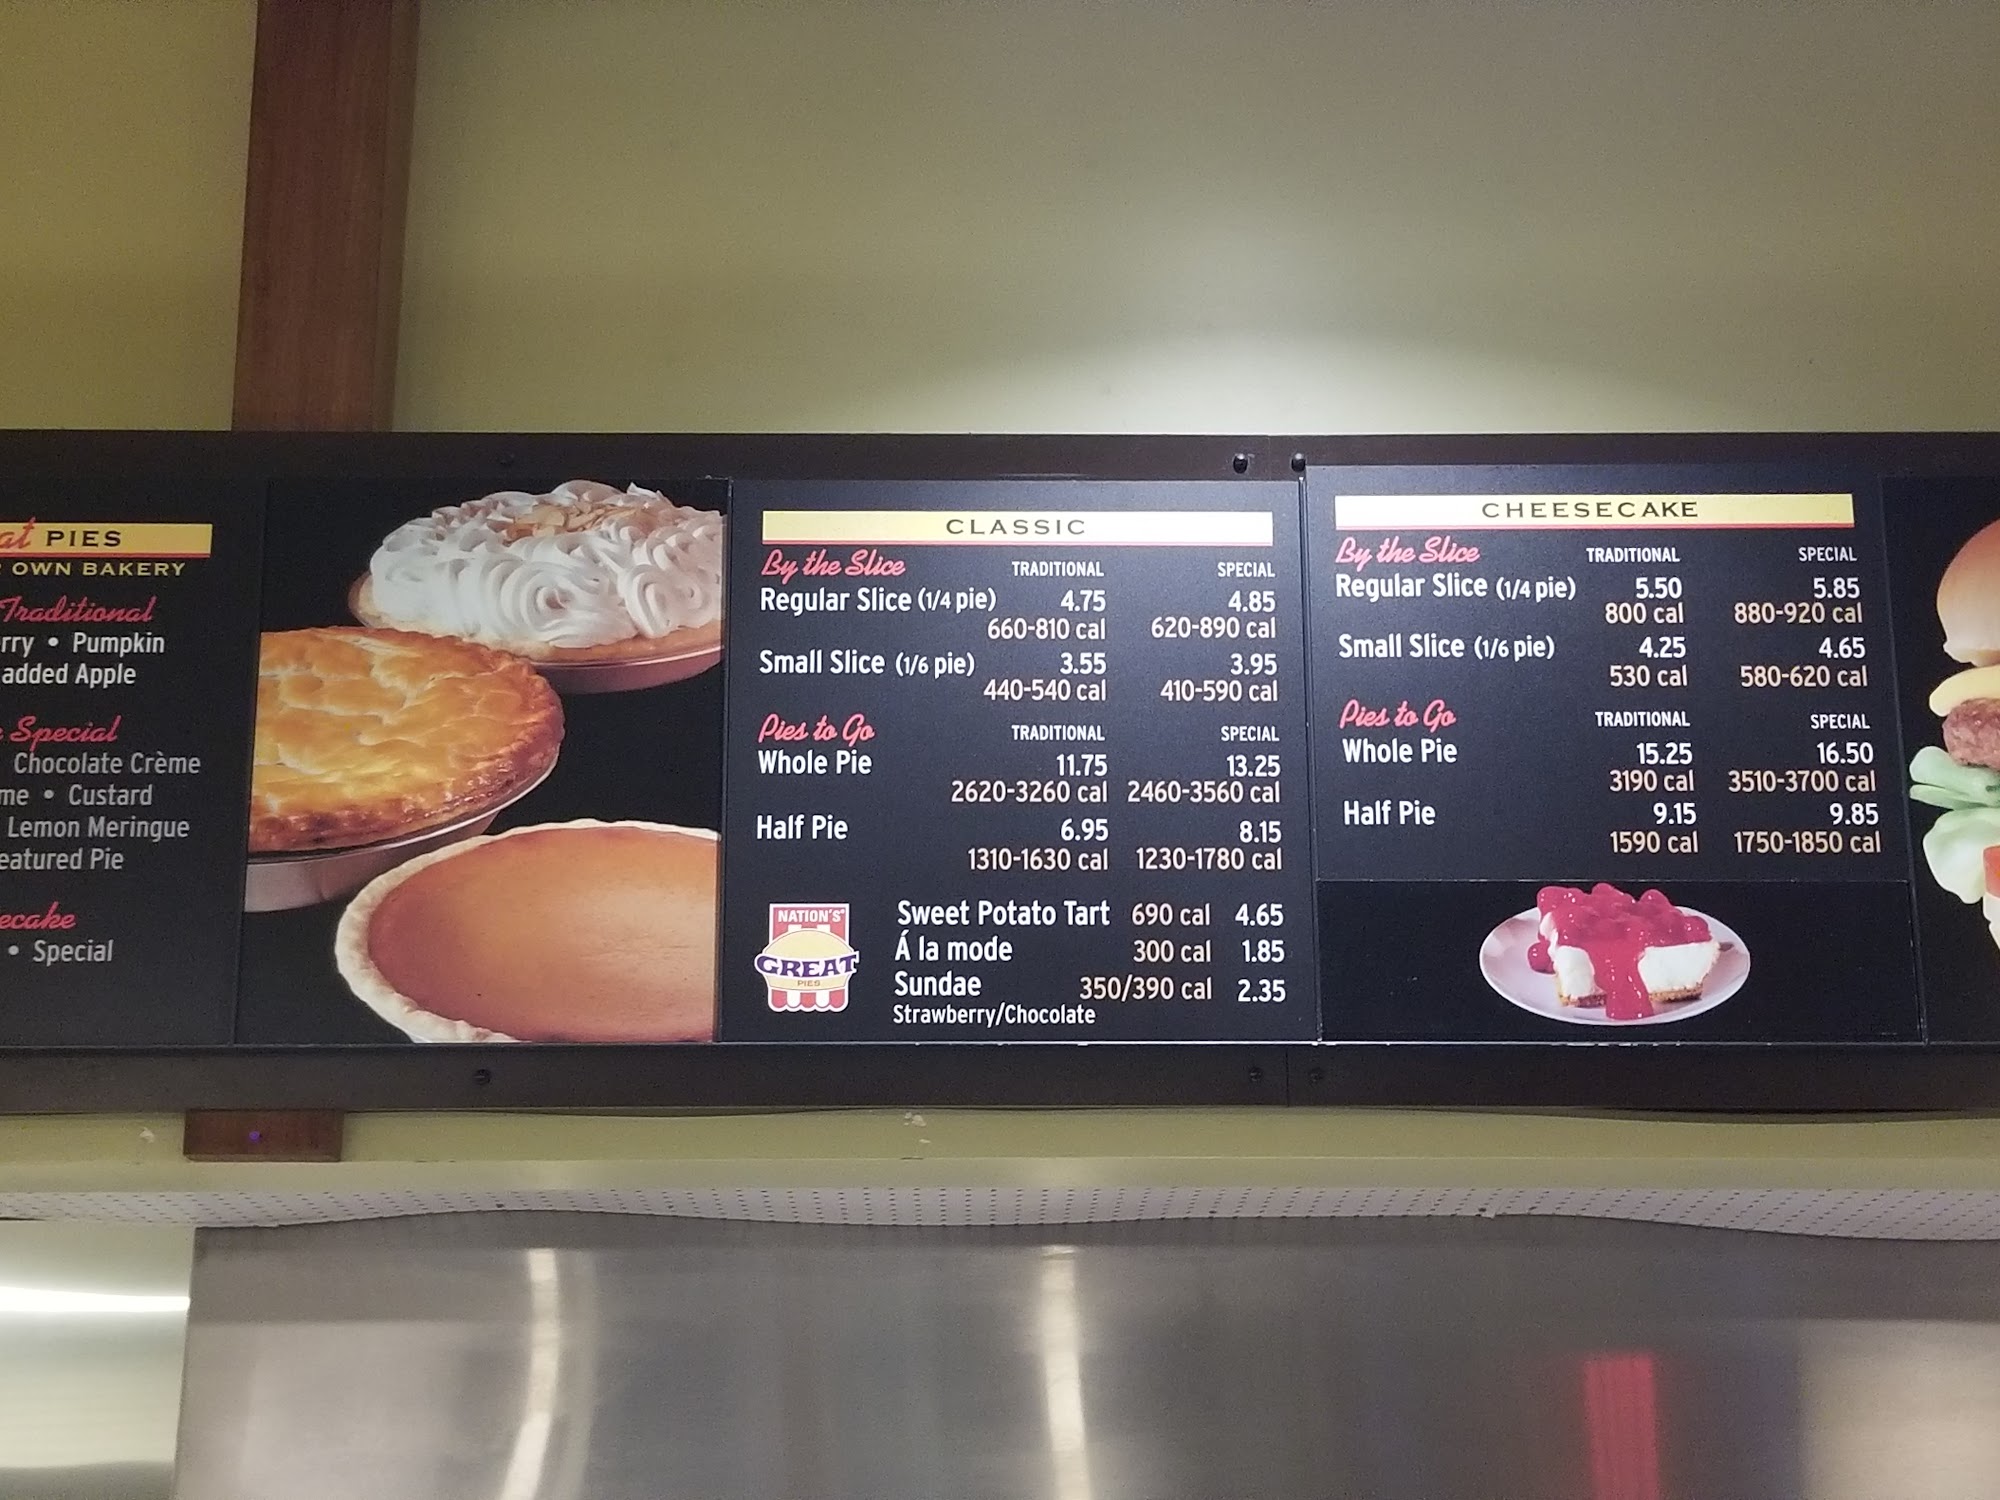 at PIES
OWN BAKERY
Traditional
rry • Pumpkin
added Apple
Special
Chocolate Crème
me • Custard
Lemon Meringue
eatured Pie
ecake
• Special
CLASSIC
By the Slice TRADITIONAL SPECIAL
Regular Slice (1/4 pie) 4.75 4.85
660-810 cal 620-890 cal
Small Slice (1/6 pie) 3.55 3.95
440-540 cal 410-590 cal
Pies to Go TRADITIONAL SPECIAL
Whole Pie 11.75 13.25
2620-3260 cal 2460-3560 cal
Half Pie 6.95 8.15
1310-1630 cal 1230-1780 cal
NATION'S
GREAT
PIES
Sweet Potato Tart 690 cal 4.65
Á la mode 300 cal 1.85
Sundae 350/390 cal 2.35
Strawberry/Chocolate
CHEESECAKE
By the Slice TRADITIONAL SPECIAL
Regular Slice (1/4 pie) 5.50 5.85
800 cal 880-920 cal
Small Slice (1/6 pie) 4.25 4.65
530 cal 580-620 cal
Pies to Go TRADITIONAL SPECIAL
Whole Pie 15.25 16.50
3190 cal 3510-3700 cal
Half Pie 9.15 9.85
1590 cal 1750-1850 cal